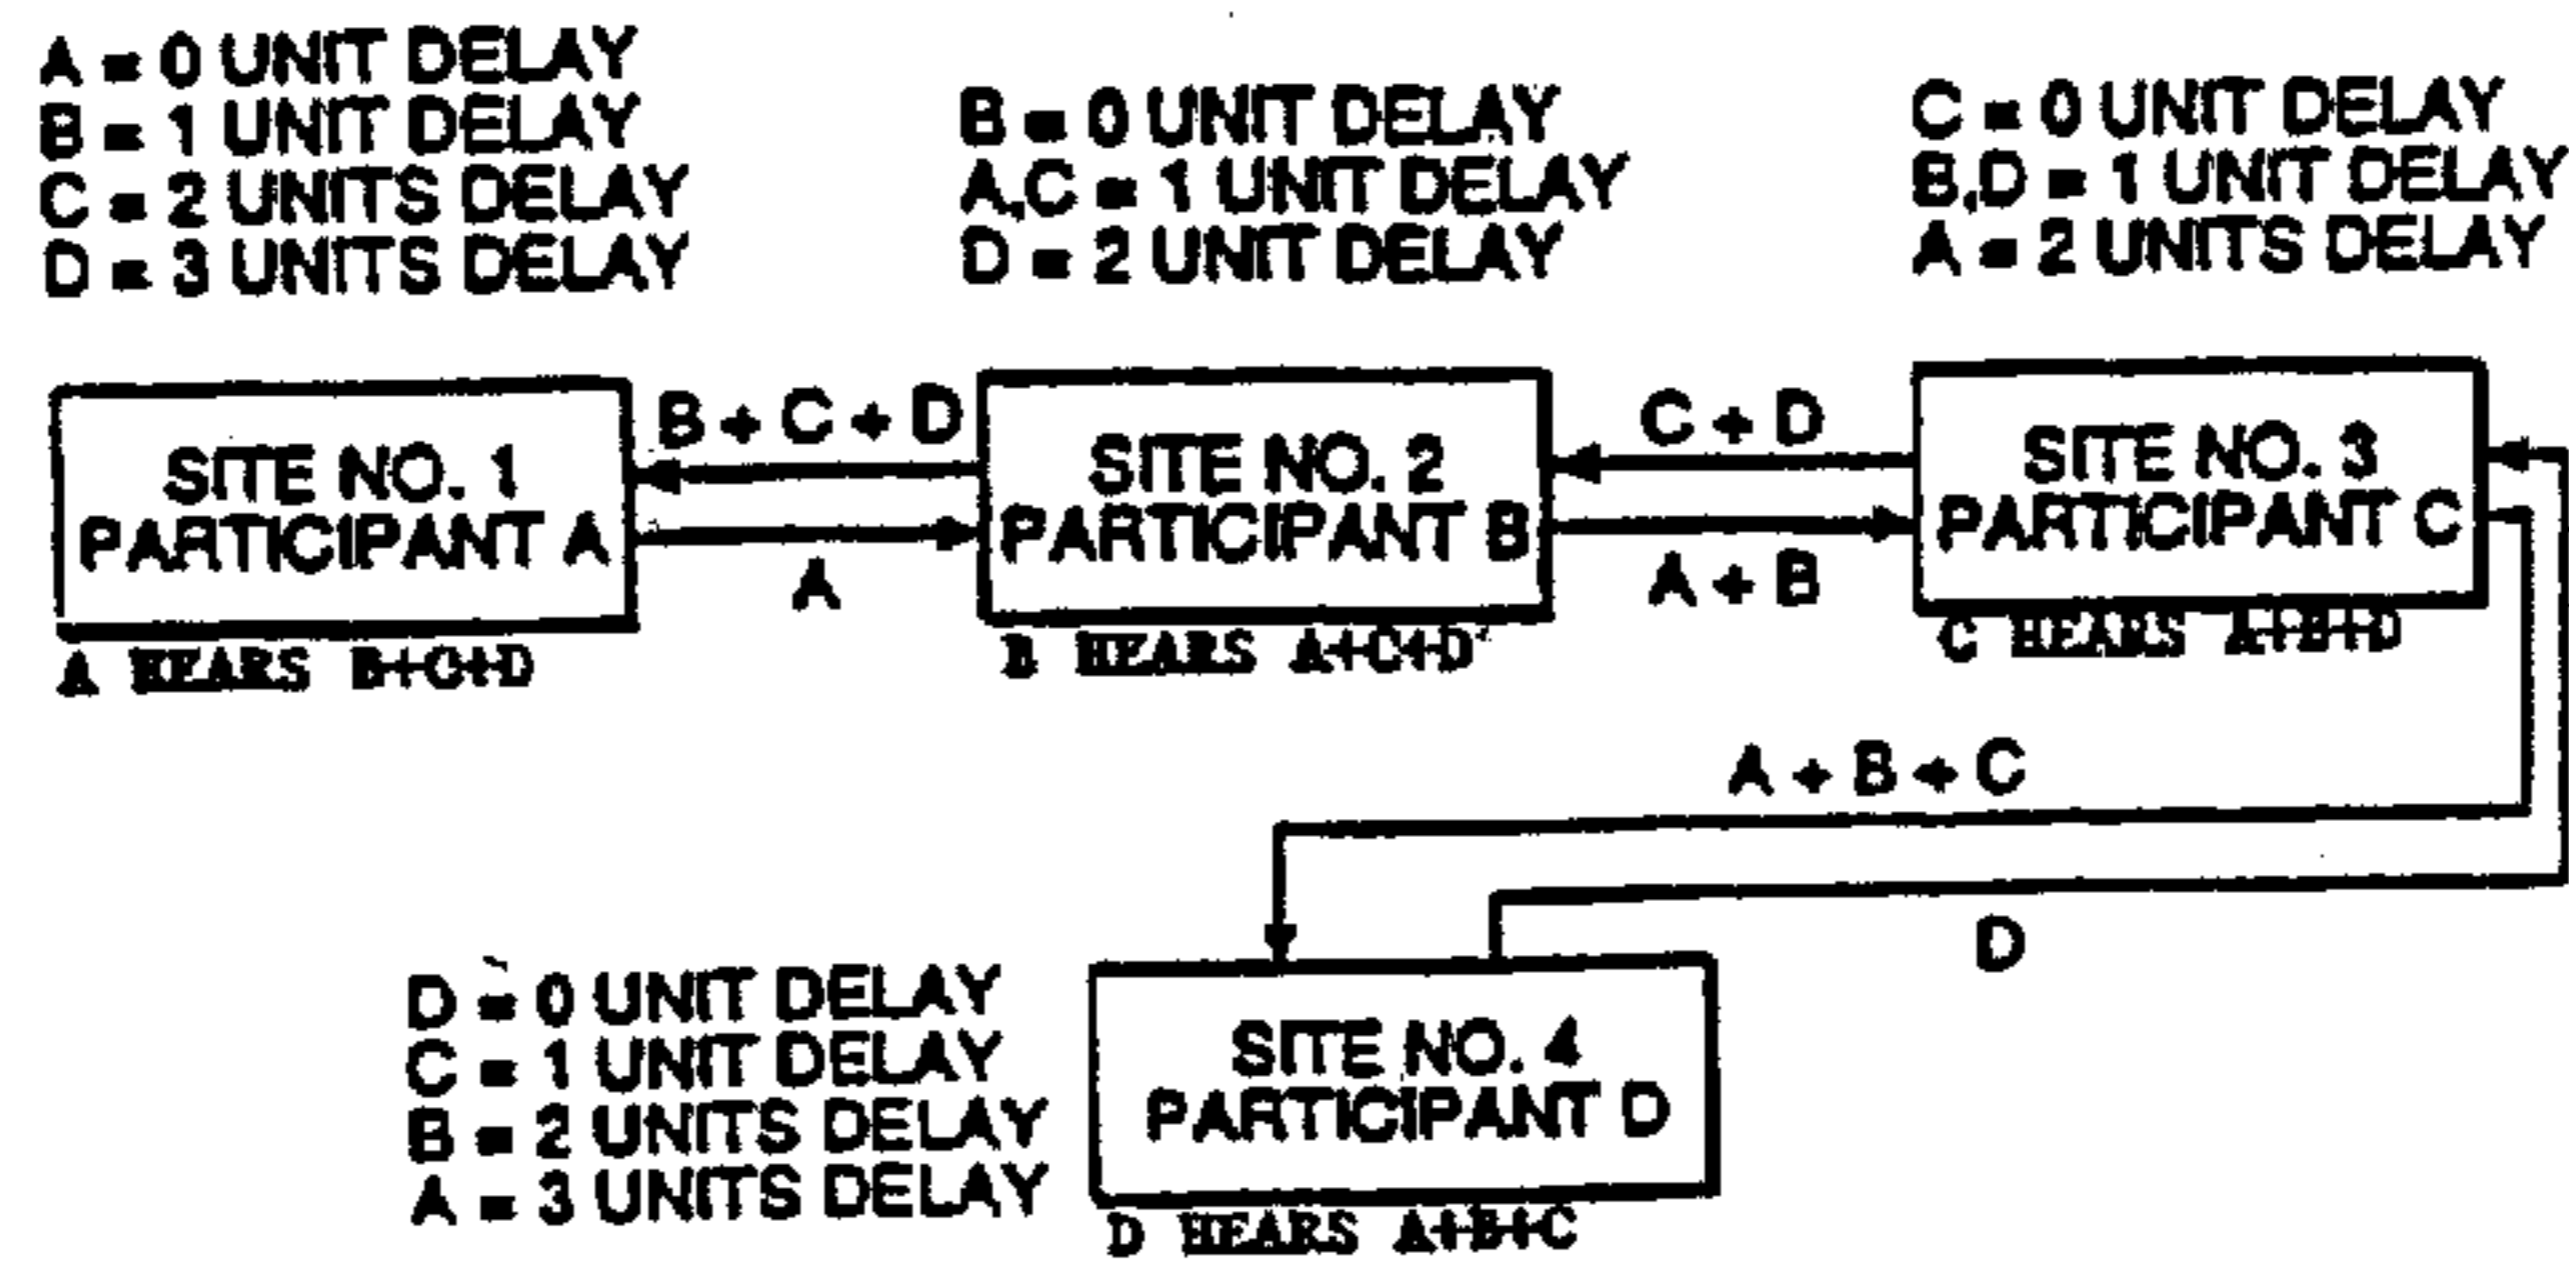 A = 0 UNIT DELAY
B = 1 UNIT DELAY
C = 2 UNITS DELAY
D = 3 UNITS DELAY
B = 0 UNIT DELAY
A,C = 1 UNIT DELAY
D = 2 UNIT DELAY
C = 0 UNIT DELAY
B,D = 1 UNIT DELAY
A = 2 UNITS DELAY
SITE NO. 1
PARTICIPANT A
A HEARS B+C+D
B + C + D
A
SITE NO. 2
PARTICIPANT B
B HEARS A+C+D
C + D
A + B
SITE NO. 3
PARTICIPANT C
C HEARS A+B+D
A + B + C
D
D = 0 UNIT DELAY
C = 1 UNIT DELAY
B = 2 UNITS DELAY
A = 3 UNITS DELAY
SITE NO. 4
PARTICIPANT D
D HEARS A+B+C